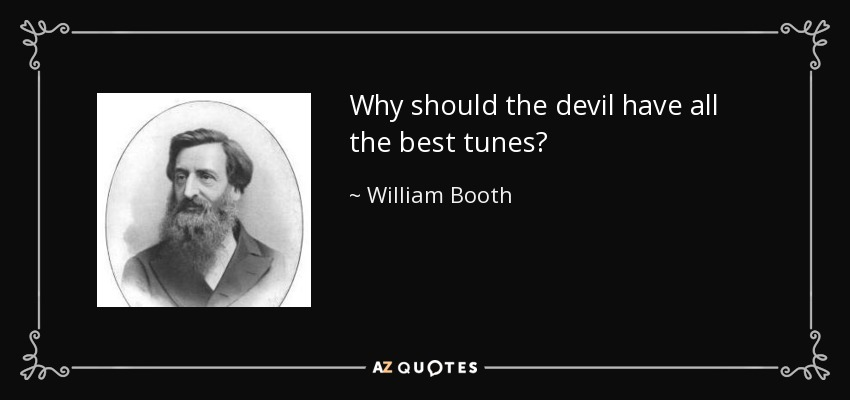 Why should the devil have all
the best tunes?
~ William Booth
AZ QUOTES